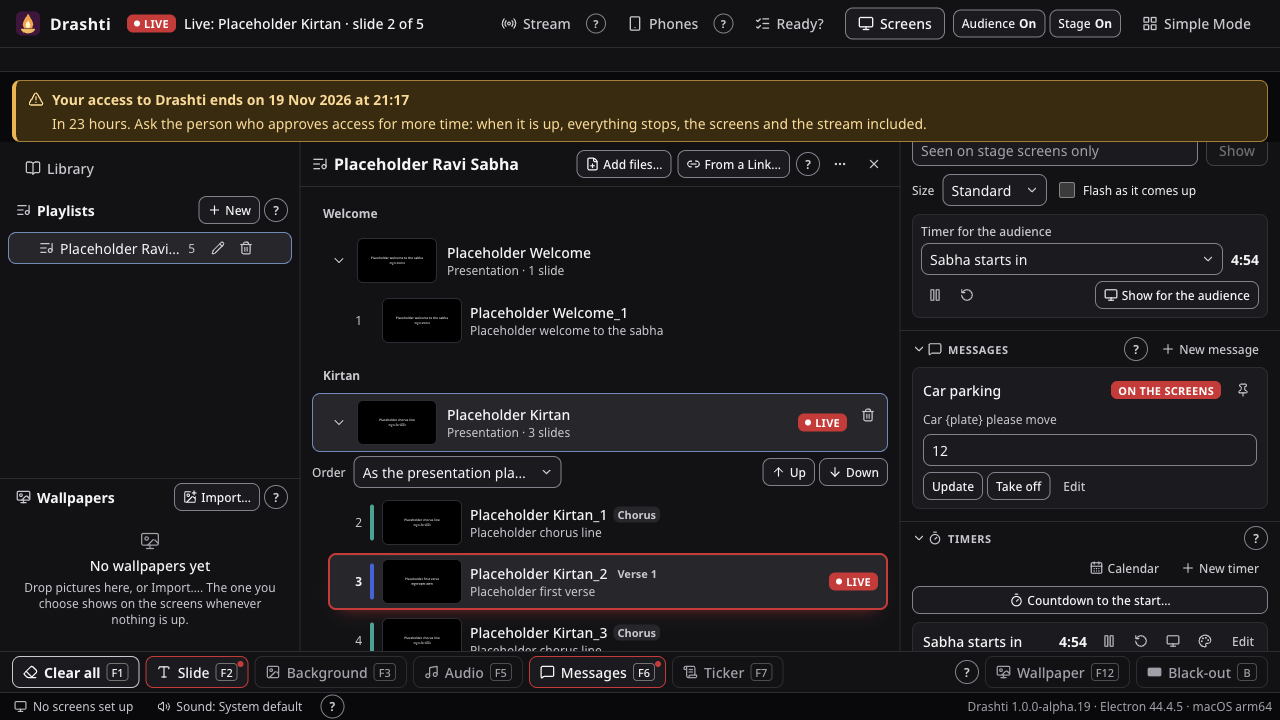 Drashti
LIVE
Live: Placeholder Kirtan · slide 2 of 5
Stream
?
Phones
?
Ready?
Screens
Audience On
Stage On
Simple Mode
Your access to Drashti ends on 19 Nov 2026 at 21:17
In 23 hours. Ask the person who approves access for more time: when it is up, everything stops, the screens and the stream included.
Library
Playlists
New
?
Placeholder Ravi...
5
Wallpapers
Import...
?
No wallpapers yet
Drop pictures here, or Import.... The one you
choose shows on the screens whenever
nothing is up.
Placeholder Ravi Sabha
Add files...
From a Link...
?
Welcome
Placeholder Welcome
Presentation · 1 slide
1
Placeholder Welcome_1
Placeholder welcome to the sabha
Kirtan
Placeholder Kirtan
Presentation · 3 slides
LIVE
Order
As the presentation pla...
Up
Down
2
Placeholder Kirtan_1
Chorus
Placeholder chorus line
3
Placeholder Kirtan_2
Verse 1
Placeholder first verse
LIVE
4
Placeholder Kirtan_3
Chorus
Placeholder chorus line
Seen on stage screens only
Show
Size
Standard
Flash as it comes up
Timer for the audience
Sabha starts in
4:54
Show for the audience
MESSAGES
?
New message
Car parking
ON THE SCREENS
Car {plate} please move
12
Update
Take off
Edit
TIMERS
?
Calendar
New timer
Countdown to the start...
Sabha starts in
4:54
Edit
Clear all F1
Slide F2
Background F3
Audio F5
Messages F6
Ticker F7
?
Wallpaper F12
Black-out B
No screens set up
Sound: System default
?
Drashti 1.0.0-alpha.19 · Electron 44.4.5 · macOS arm64